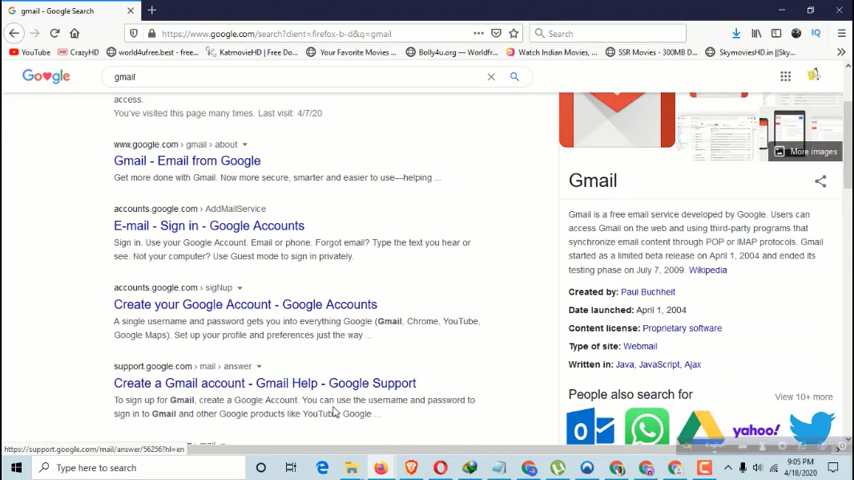 gmail - Google Search
https://www.google.com/search?client=firefox-b-d&q=gmail
Search
YouTube
CrazyHD
world4ufree.best - free...
KatmovieHD | Free ...
Your Favorite Movies ...
Bolly4u.org — Worldfr...
Watch Indian Movies, ...
SSR Movies - 300MB D...
SkymoviesHD.in ||Sky...
Google
gmail
access.
You've visited this page many times. Last visit: 4/7/20
www.google.com › gmail › about
Gmail - Email from Google
Get more done with Gmail. Now more secure, smarter and easier to use—helping ...
accounts.google.com › AddMailService
E-mail - Sign in - Google Accounts
Sign in. Use your Google Account. Email or phone. Forgot email? Type the text you hear or
see. Not your computer? Use Guest mode to sign in privately.
accounts.google.com › sigNup
Create your Google Account - Google Accounts
A single username and password gets you into everything Google (Gmail, Chrome, YouTube,
Google Maps). Set up your profile and preferences just the way ...
support.google.com › mail › answer
Create a Gmail account - Gmail Help - Google Support
To sign up for Gmail, create a Google Account. You can use the username and password to
sign in to Gmail and other Google products like YouTube, Google ...
More images
Gmail
Gmail is a free email service developed by Google. Users can
access Gmail on the web and using third-party programs that
synchronize email content through POP or IMAP protocols. Gmail
started as a limited beta release on April 1, 2004 and ended its
testing phase on July 7, 2009. Wikipedia
Created by: Paul Buchheit
Date launched: April 1, 2004
Content license: Proprietary software
Type of site: Webmail
Written in: Java, JavaScript, Ajax
People also search for
View 10+ more
yahoo!
https://support.google.com/mail/answer/56256?hl=en
Type here to search
9:05 PM
4/18/2020